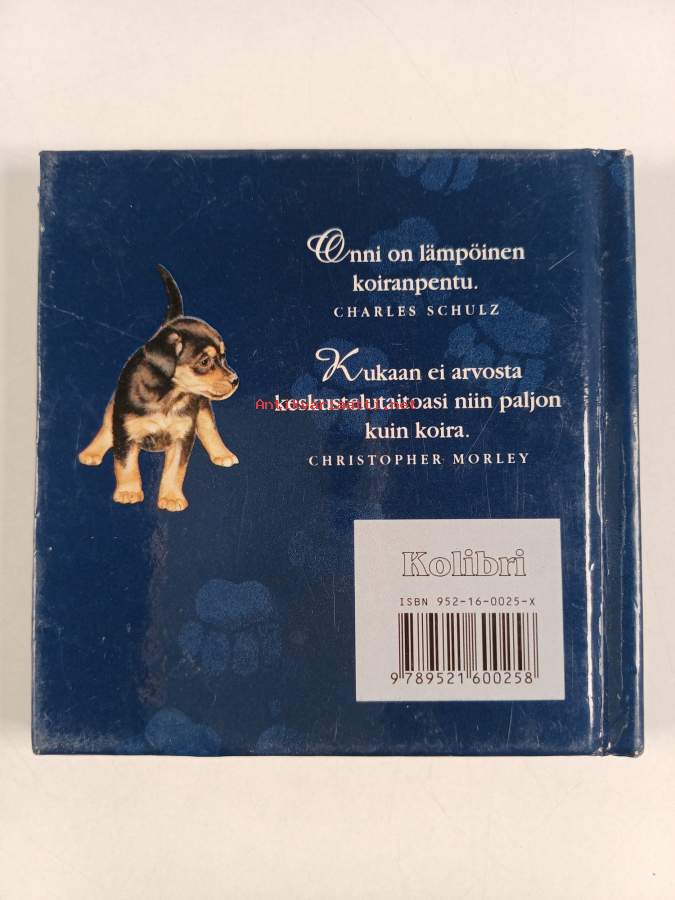 Onni on lämpöinen
koiranpentu.
CHARLES SCHULZ
Kukaan ei arvosta
keskustelutaitoasi niin paljon
kuin koira.
CHRISTOPHER MORLEY
Kolibri
ISBN 952-16-0025-X
9 789521 600258